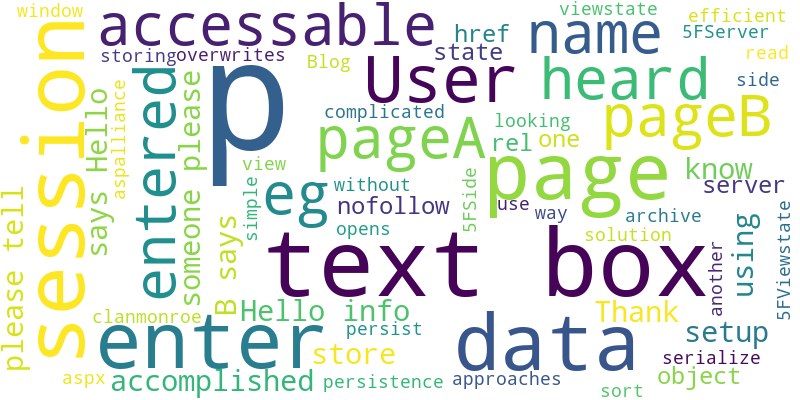 window
session
accessable
storing
overwrites
Blog
p
User
href
state
name
viewstate
efficient
5FServer
read
side
heard
complicated
looking
pageA
rel
one
pageB
please tell
says Hello
aspalliance
entered
someone please
view
simple
eg
without
nofollow
opens
page
5FSide
use
way
know
server
archive
solution
B says
text box
another
using
5FViewstate
clanmonroe
enter
Hello info
persist
store
data
Thank
setup
serialize
object
aspx
accomplished
persistence
approaches
sort